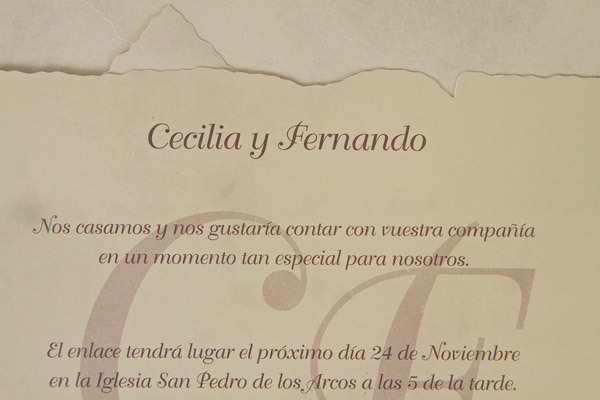 Cecilia y Fernando
Nos casamos y nos gustaría contar con vuestra compañía
en un momento tan especial para nosotros.
C F
El enlace tendrá lugar el próximo día 24 de Noviembre
en la Iglesia San Pedro de los Arcos a las 5 de la tarde.